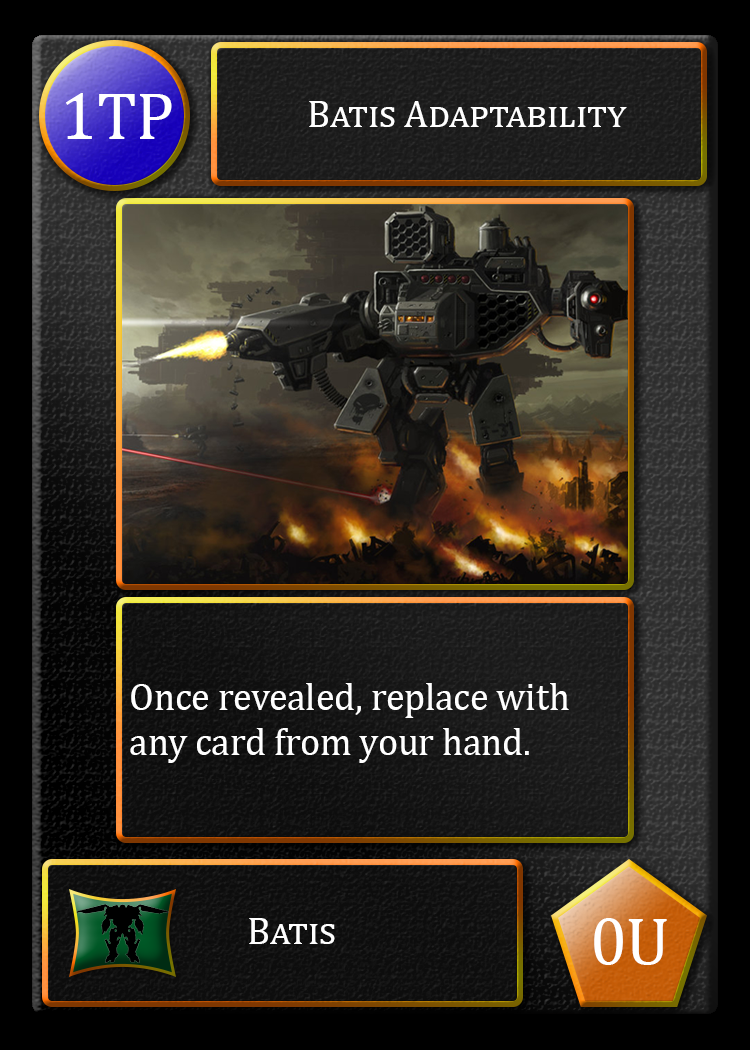 1TP
Batis Adaptability
Once revealed, replace with
any card from your hand.
Batis
0U